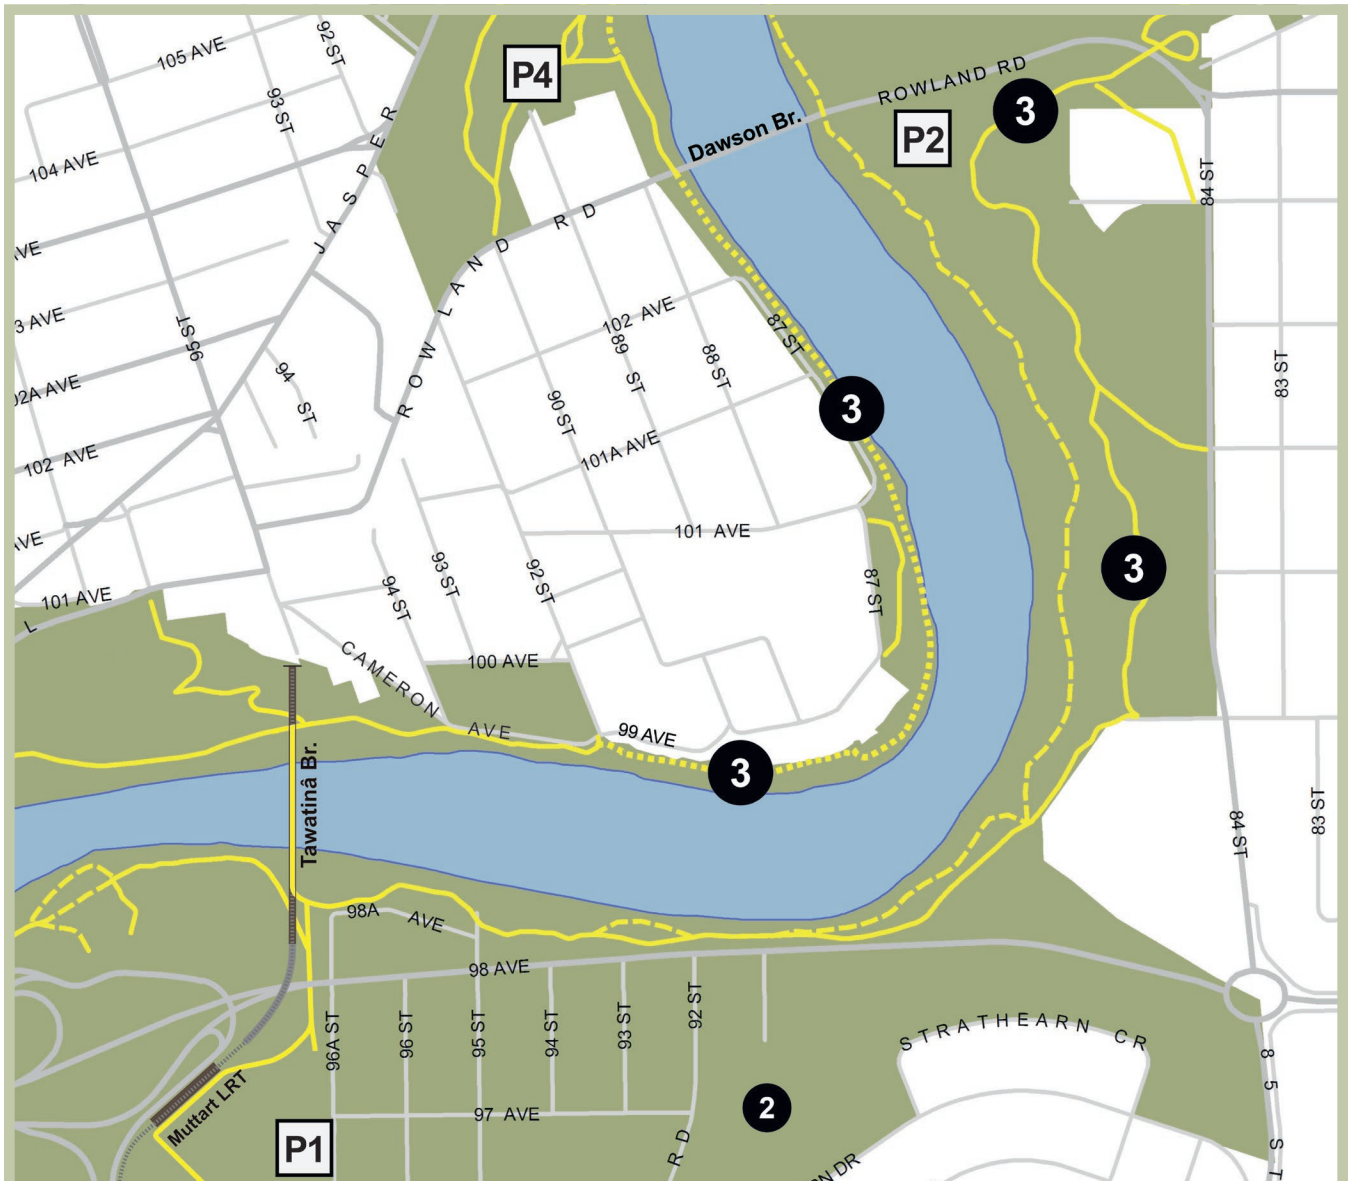 105 AVE
92 ST
93 ST
104 AVE
JASPER
P4
ROWLAND RD
3
P2
Dawson Br.
84 ST
AVE
ROWLAND RD
3 AVE
95 ST
102 AVE
87 ST
89 ST
88 ST
02A AVE
94 ST
83 ST
3
90 ST
102 AVE
101A AVE
AVE
101 AVE
3
93 ST
92 ST
94 ST
87 ST
101 AVE
L
CAMERON AVE
100 AVE
99 AVE
3
Tawatinâ Br.
84 ST
83 ST
98A AVE
98 AVE
96A ST
96 ST
95 ST
94 ST
93 ST
92 ST
STRATHEARN CR
85 ST
Muttart LRT
97 AVE
2
P1
RD
RN DR